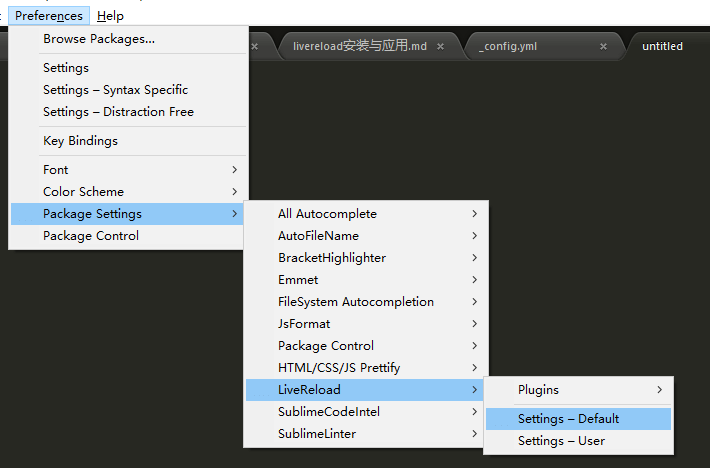 Preferences Help
Browse Packages...
livereload安装与应用.md
_config.yml
untitled
Settings
Settings – Syntax Specific
Settings – Distraction Free
Key Bindings
Font
Color Scheme
Package Settings
Package Control
All Autocomplete
AutoFileName
BracketHighlighter
Emmet
FileSystem Autocompletion
JsFormat
Package Control
HTML/CSS/JS Prettify
LiveReload
SublimeCodeIntel
SublimeLinter
Plugins
Settings – Default
Settings – User